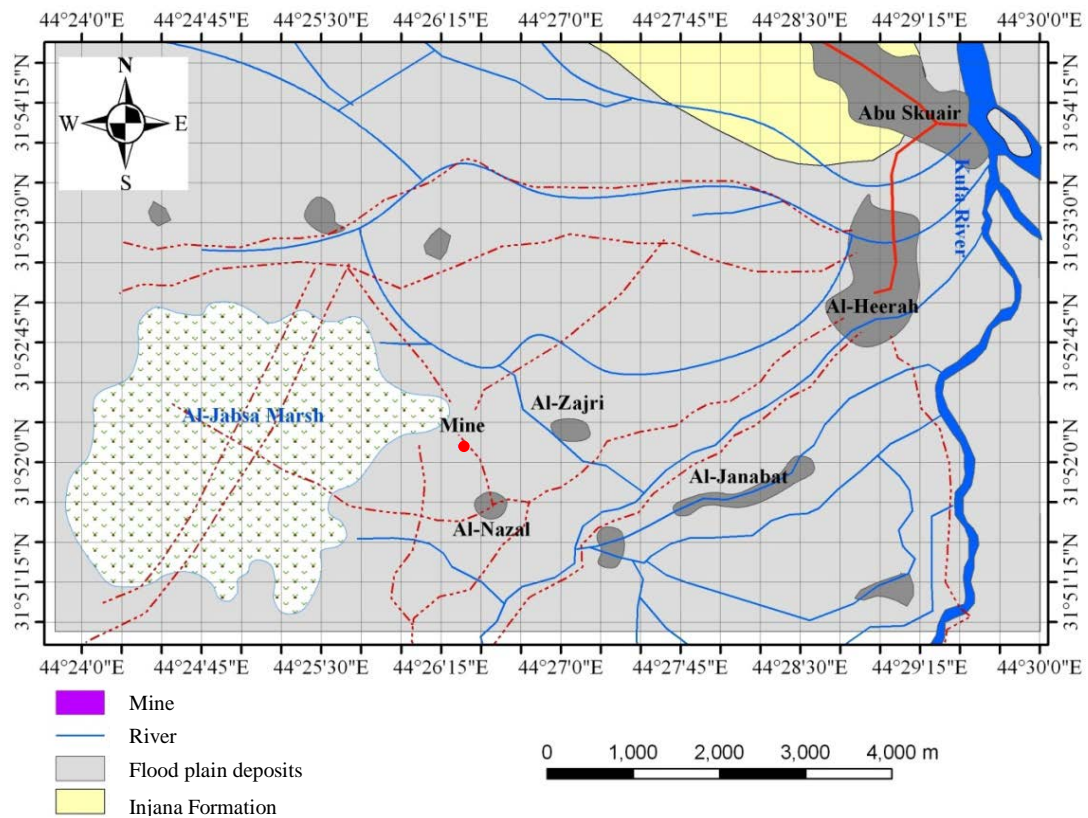 44°24'0"E 44°24'45"E 44°25'30"E 44°26'15"E 44°27'0"E 44°27'45"E 44°28'30"E 44°29'15"E 44°30'0"E
N
W E
S
31°54'15"N
31°53'30"N
31°52'45"N
31°52'0"N
31°51'15"N
Abu Skuair
Kufa River
Al-Heerah
Al-Zajri
Al-Jabsa Marsh
Mine
Al-Janabat
Al-Nazal
31°54'15"N
31°53'30"N
31°52'45"N
31°52'0"N
31°51'15"N
44°24'0"E 44°24'45"E 44°25'30"E 44°26'15"E 44°27'0"E 44°27'45"E 44°28'30"E 44°29'15"E 44°30'0"E
Mine
River
Flood plain deposits
Injana Formation
0 1,000 2,000 3,000 4,000 m